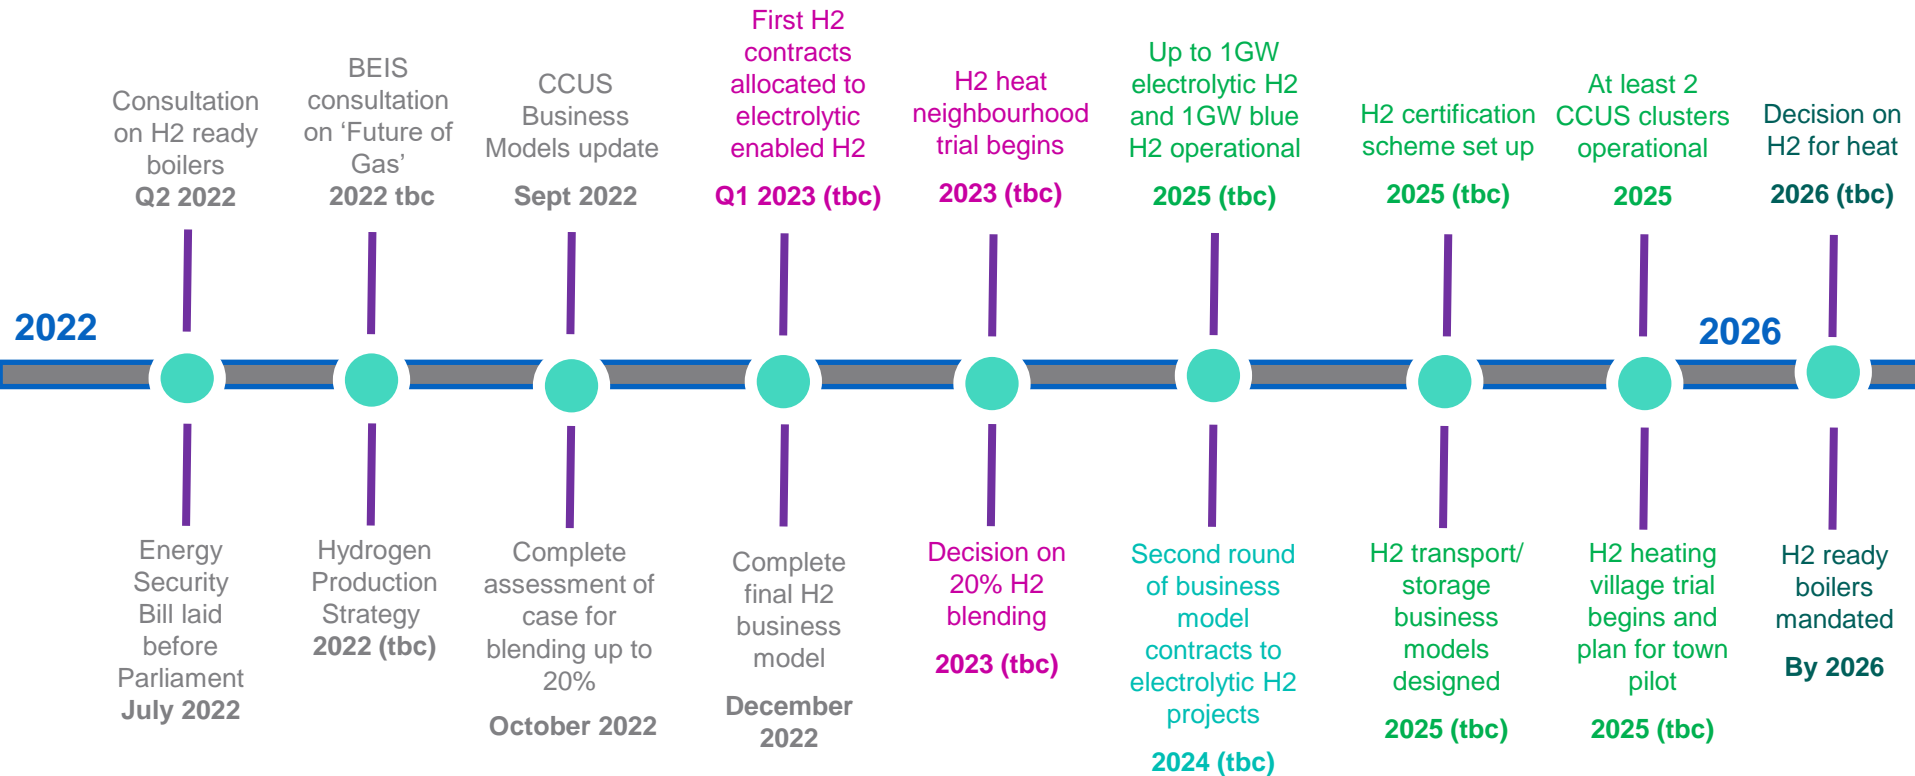 Consultation
on H2 ready
boilers
Q2 2022
BEIS
consultation
on ‘Future of
Gas’
2022 tbc
CCUS
Business
Models update
Sept 2022
First H2
contracts
allocated to
electrolytic
enabled H2
Q1 2023 (tbc)
H2 heat
neighbourhood
trial begins
2023 (tbc)
Up to 1GW
electrolytic H2
and 1GW blue
H2 operational
2025 (tbc)
H2 certification
scheme set up
2025 (tbc)
At least 2
CCUS clusters
operational
2025
Decision on
H2 for heat
2026 (tbc)
2022
2026
Energy
Security
Bill laid
before
Parliament
July 2022
Hydrogen
Production
Strategy
2022 (tbc)
Complete
assessment of
case for
blending up to
20%
October 2022
Complete
final H2
business
model
December
2022
Decision on
20% H2
blending
2023 (tbc)
Second round
of business
model
contracts to
electrolytic H2
projects
2024 (tbc)
H2 transport/
storage
business
models
designed
2025 (tbc)
H2 heating
village trial
begins and
plan for town
pilot
2025 (tbc)
H2 ready
boilers
mandated
By 2026